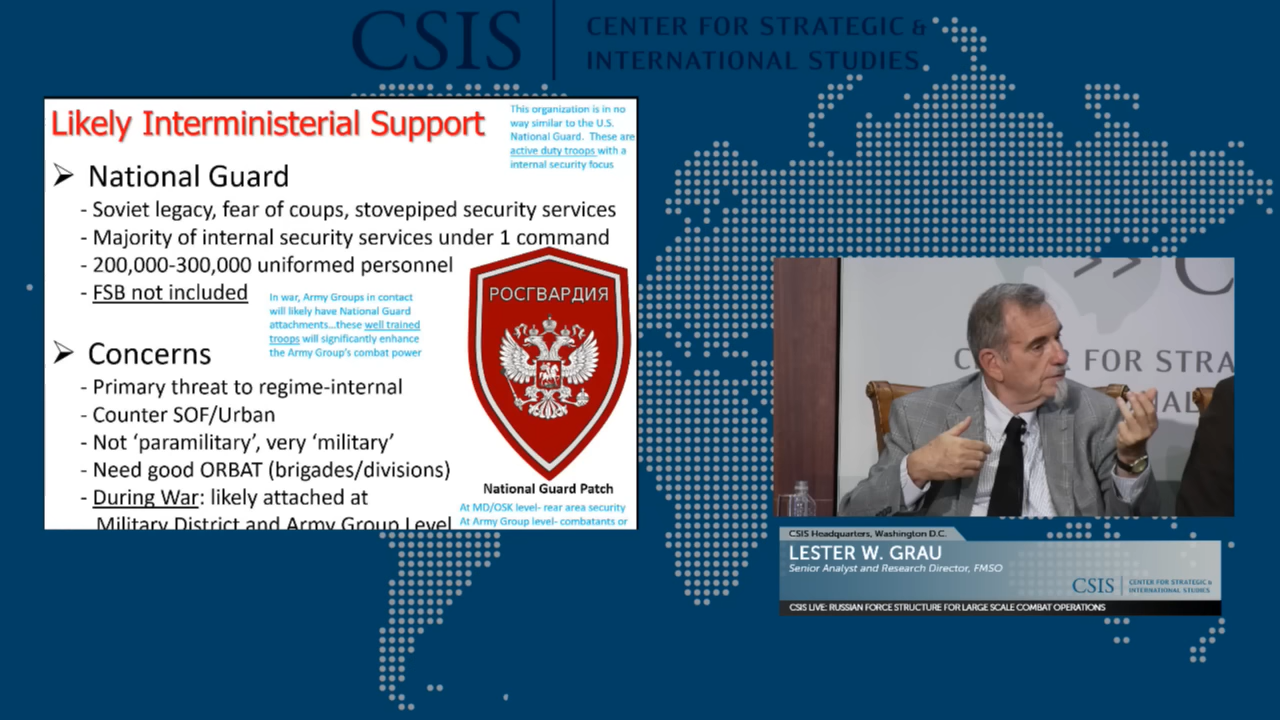 CSIS
CENTER FOR STRATEGIC &
INTERNATIONAL STUDIES
Likely Interministerial Support
This organization is in no
way similar to the U.S.
National Guard. These are
active duty troops with a
internal security focus
➢ National Guard
- Soviet legacy, fear of coups, stovepiped security services
- Majority of internal security services under 1 command
- 200,000-300,000 uniformed personnel
- FSB not included
In war, Army Groups in contact
will likely have National Guard
attachments...these well trained
troops will significantly enhance
the Army Group's combat power
РОСГВАРДИЯ
➢ Concerns
- Primary threat to regime-internal
- Counter SOF/Urban
- Not ‘paramilitary’, very ‘military’
- Need good ORBAT (brigades/divisions)
- During War: likely attached at
Military District and Army Group Level
National Guard Patch
At MD/OSK level- rear area security
At Army Group level- combatants or
C
FOR STRA
AL
CSIS Headquarters, Washington D.C.
LESTER W. GRAU
Senior Analyst and Research Director, FMSO
CSIS
CENTER FOR STRATEGIC &
INTERNATIONAL STUDIES
CSIS LIVE: RUSSIAN FORCE STRUCTURE FOR LARGE SCALE COMBAT OPERATIONS